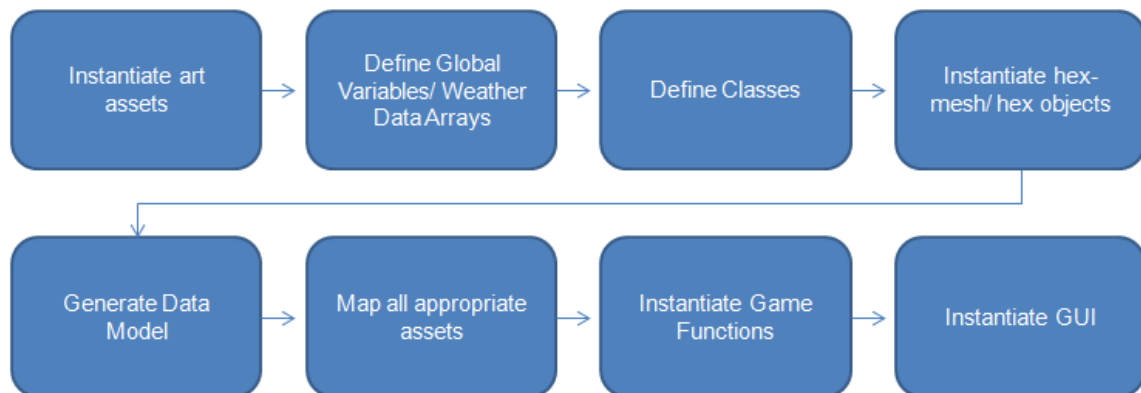 Instantiate art
assets
Define Global
Variables/ Weather
Data Arrays
Define Classes
Instantiate hex-
mesh/ hex objects
Generate Data
Model
Map all appropriate
assets
Instantiate Game
Functions
Instantiate GUI